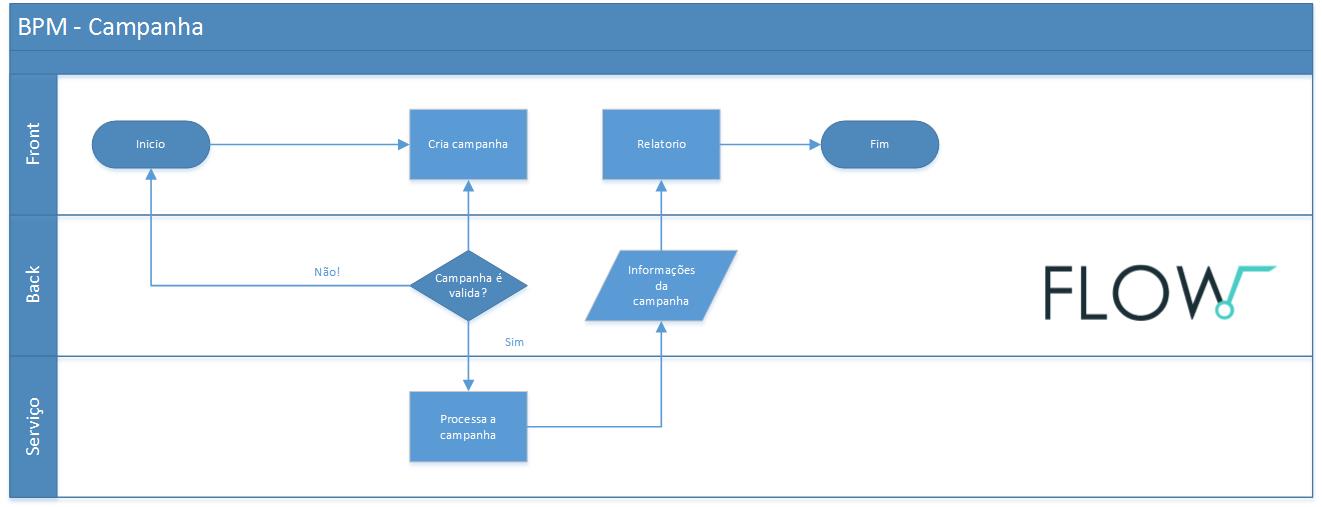 BPM - Campanha
Front
Inicio
Cria campanha
Relatorio
Fim
Back
Não!
Campanha é
valida?
Informações
da
campanha
FLOW
Sim
Serviço
Processa a
campanha